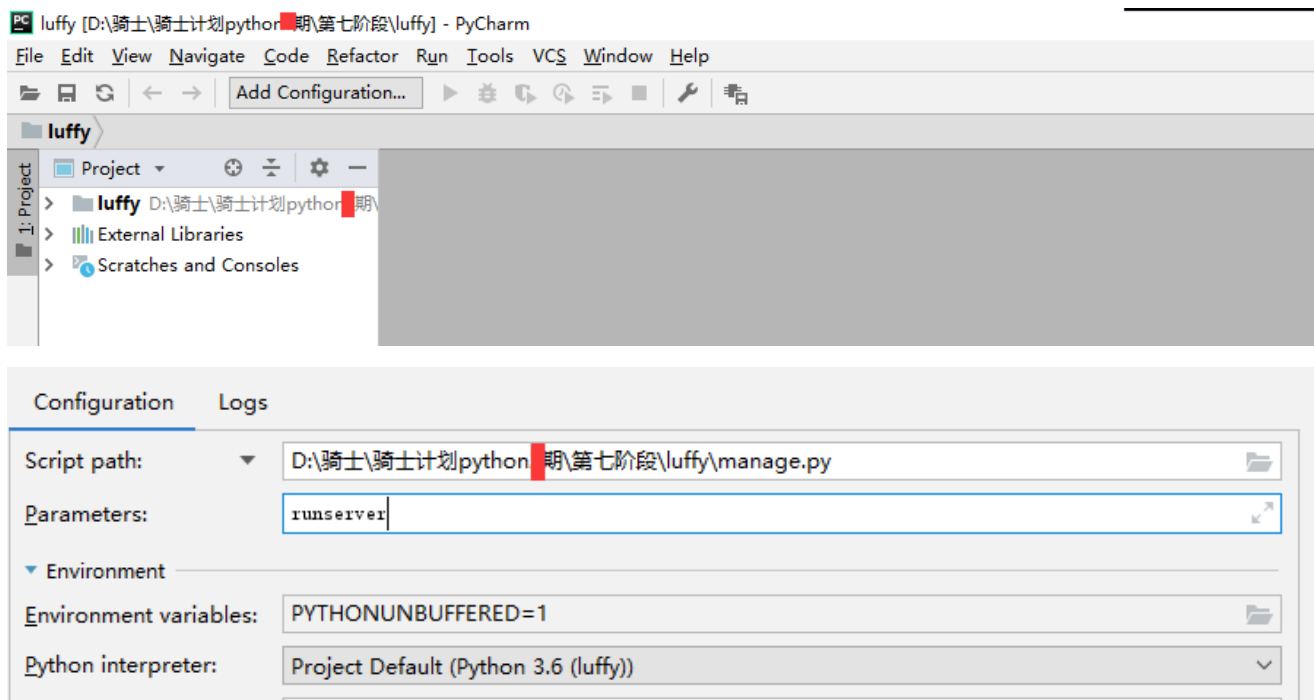 luffy [D:\骑士\骑士计划python期\第七阶段\luffy] - PyCharm
File Edit View Navigate Code Refactor Run Tools VCS Window Help
Add Configuration...
luffy
1: Project
Project
luffy D:\骑士\骑士计划python期\
External Libraries
Scratches and Consoles
Configuration Logs
Script path: D:\骑士\骑士计划python期\第七阶段\luffy\manage.py
Parameters: runserver
Environment
Environment variables: PYTHONUNBUFFERED=1
Python interpreter: Project Default (Python 3.6 (luffy))